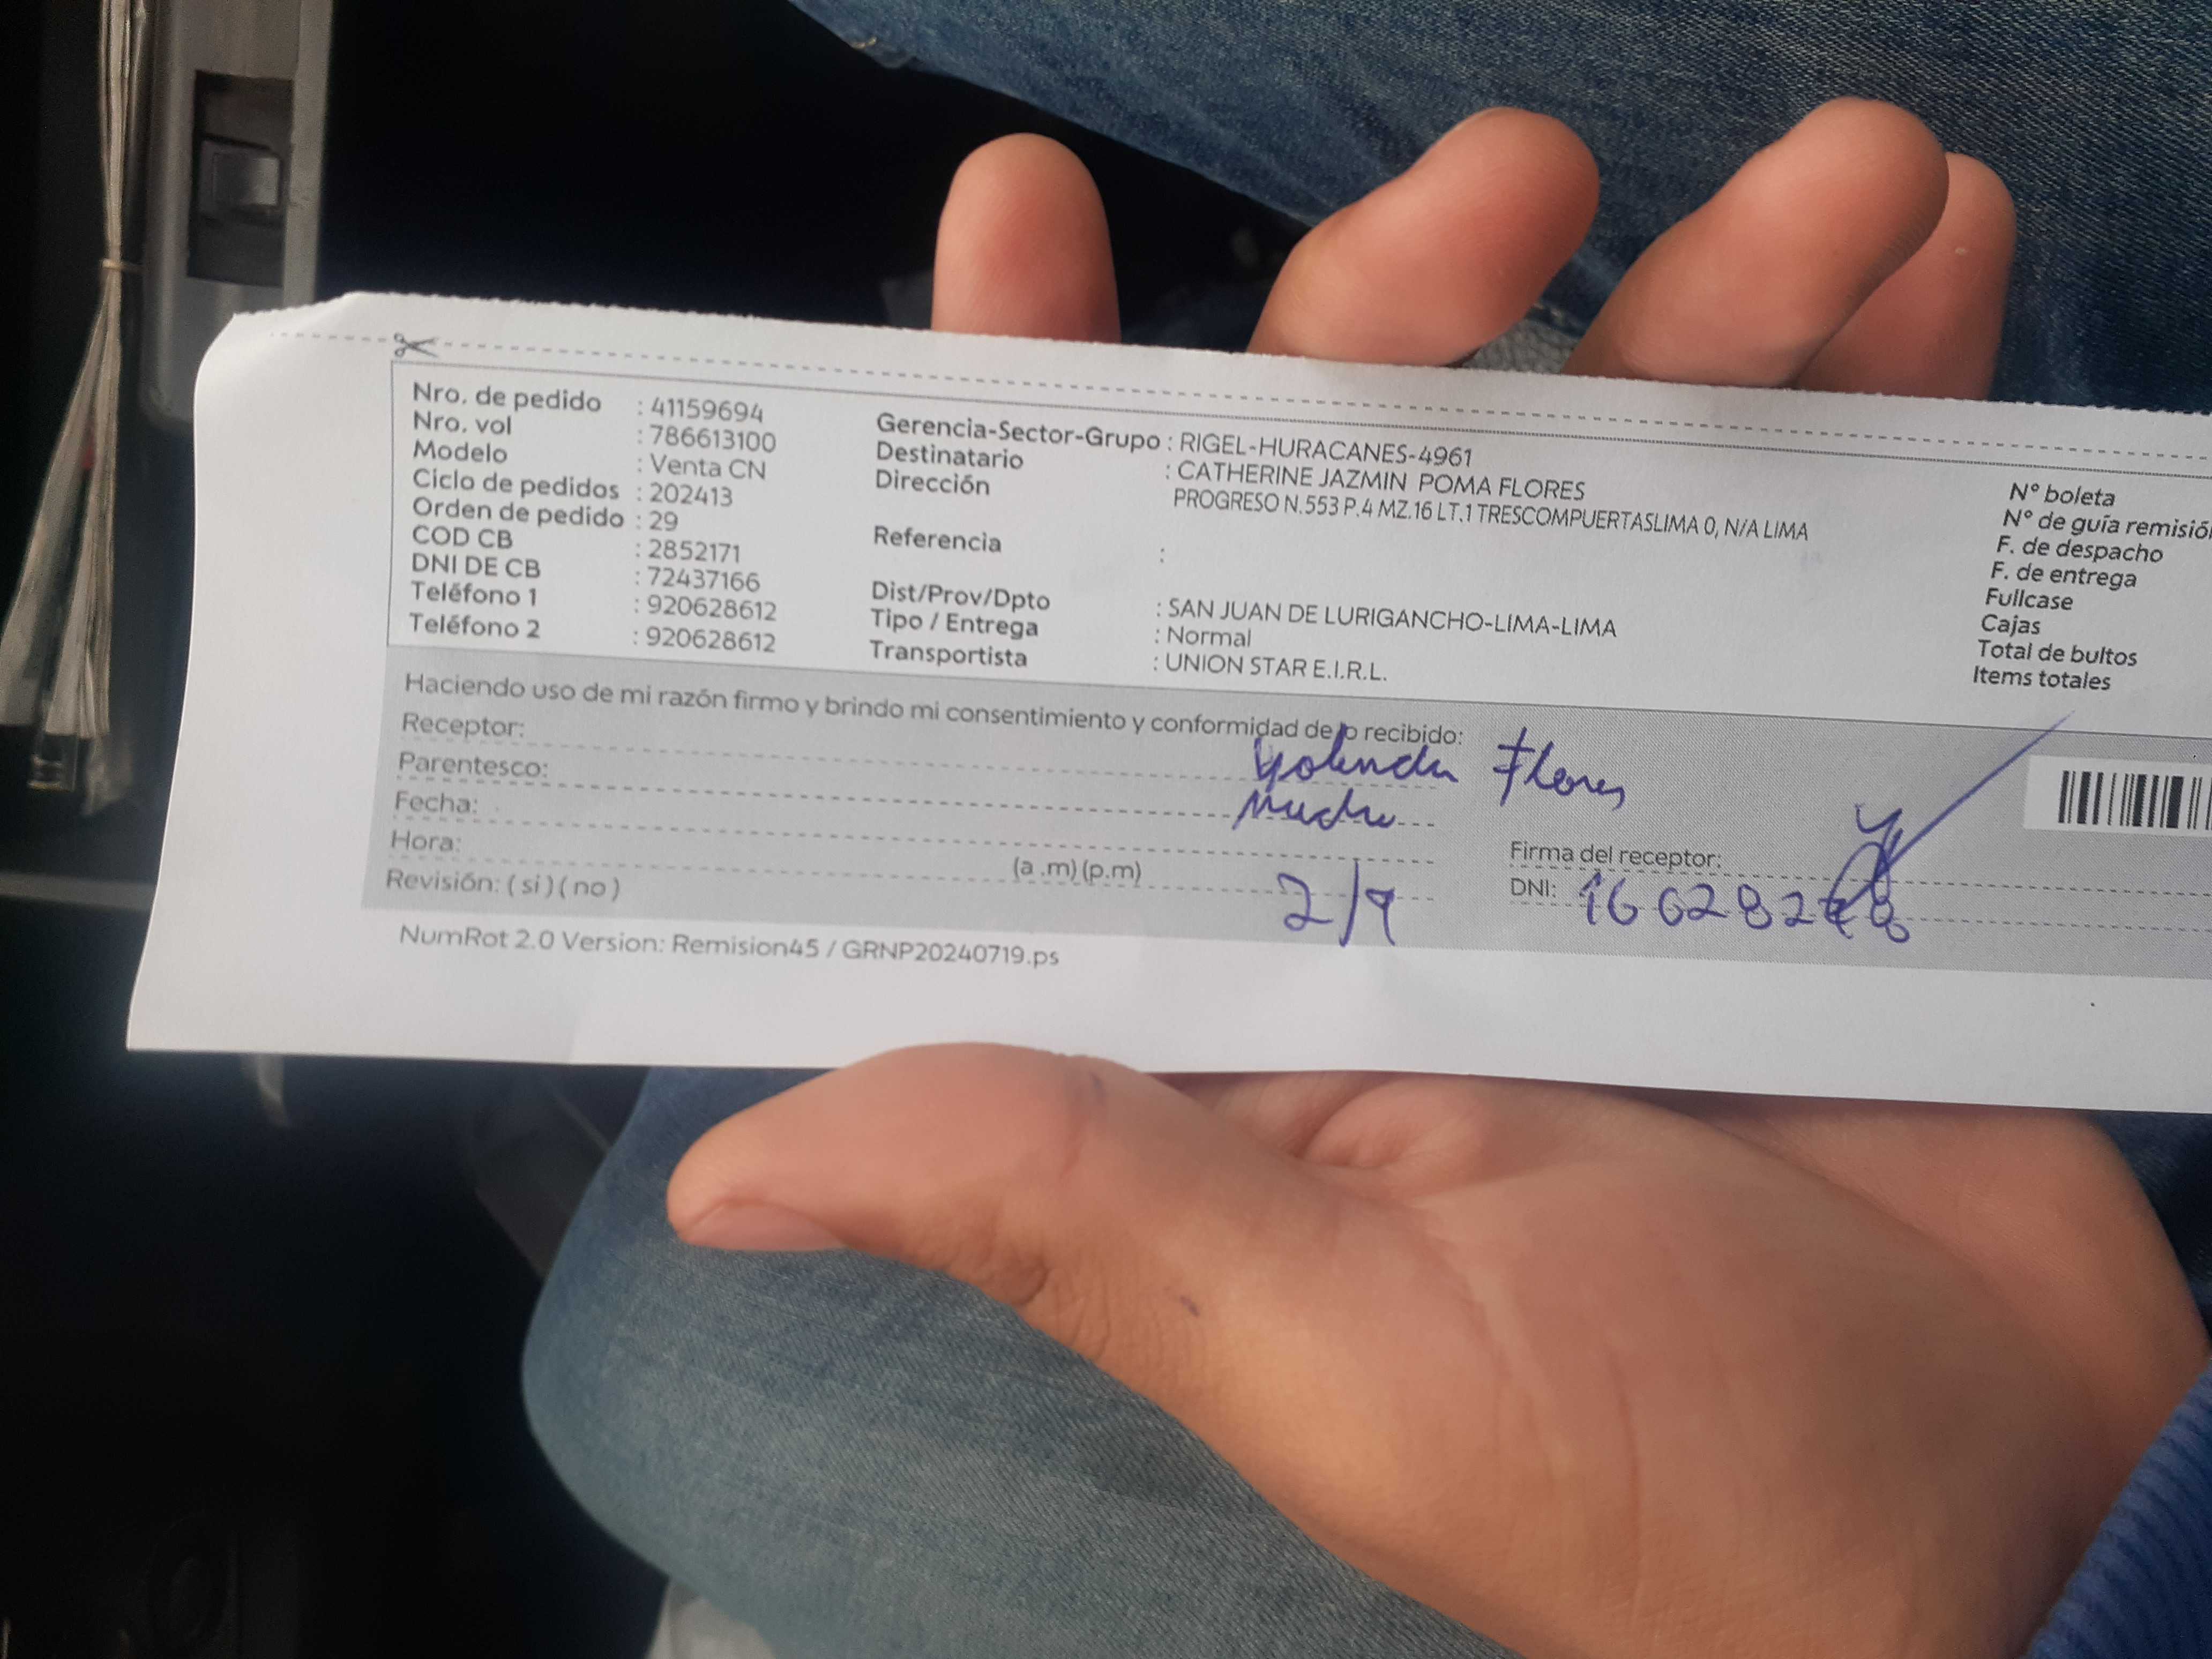 Nro. de pedido : 41159694
Nro. vol : 786613100
Modelo : Venta CN
Ciclo de pedidos : 202413
Orden de pedido : 29
COD CB : 2852171
DNI DE CB : 72437166
Teléfono 1 : 920628612
Teléfono 2 : 920628612
Gerencia-Sector-Grupo : RIGEL-HURACANES-4961
Destinatario : CATHERINE JAZMIN POMA FLORES
Dirección PROGRESO N.553 P.4 MZ.16 LT.1 TRESCOMPUERTASLIMA 0, N/A LIMA
Referencia :
Dist/Prov/Dpto : SAN JUAN DE LURIGANCHO-LIMA-LIMA
Tipo / Entrega : Normal
Transportista : UNION STAR E.I.R.L.
N° boleta
N° de guía remisió
F. de despacho
F. de entrega
Fullcase
Cajas
Total de bultos
Items totales
Haciendo uso de mi razón firmo y brindo mi consentimiento y conformidad de lo recibido:
Receptor: Yolanda Flores
Parentesco:
Fecha:
Hora: (a .m) (p.m)
Revisión: ( si ) ( no ) 2/9
Firma del receptor:
DNI:
NumRot 2.0 Version: Remision45 / GRNP20240719.ps